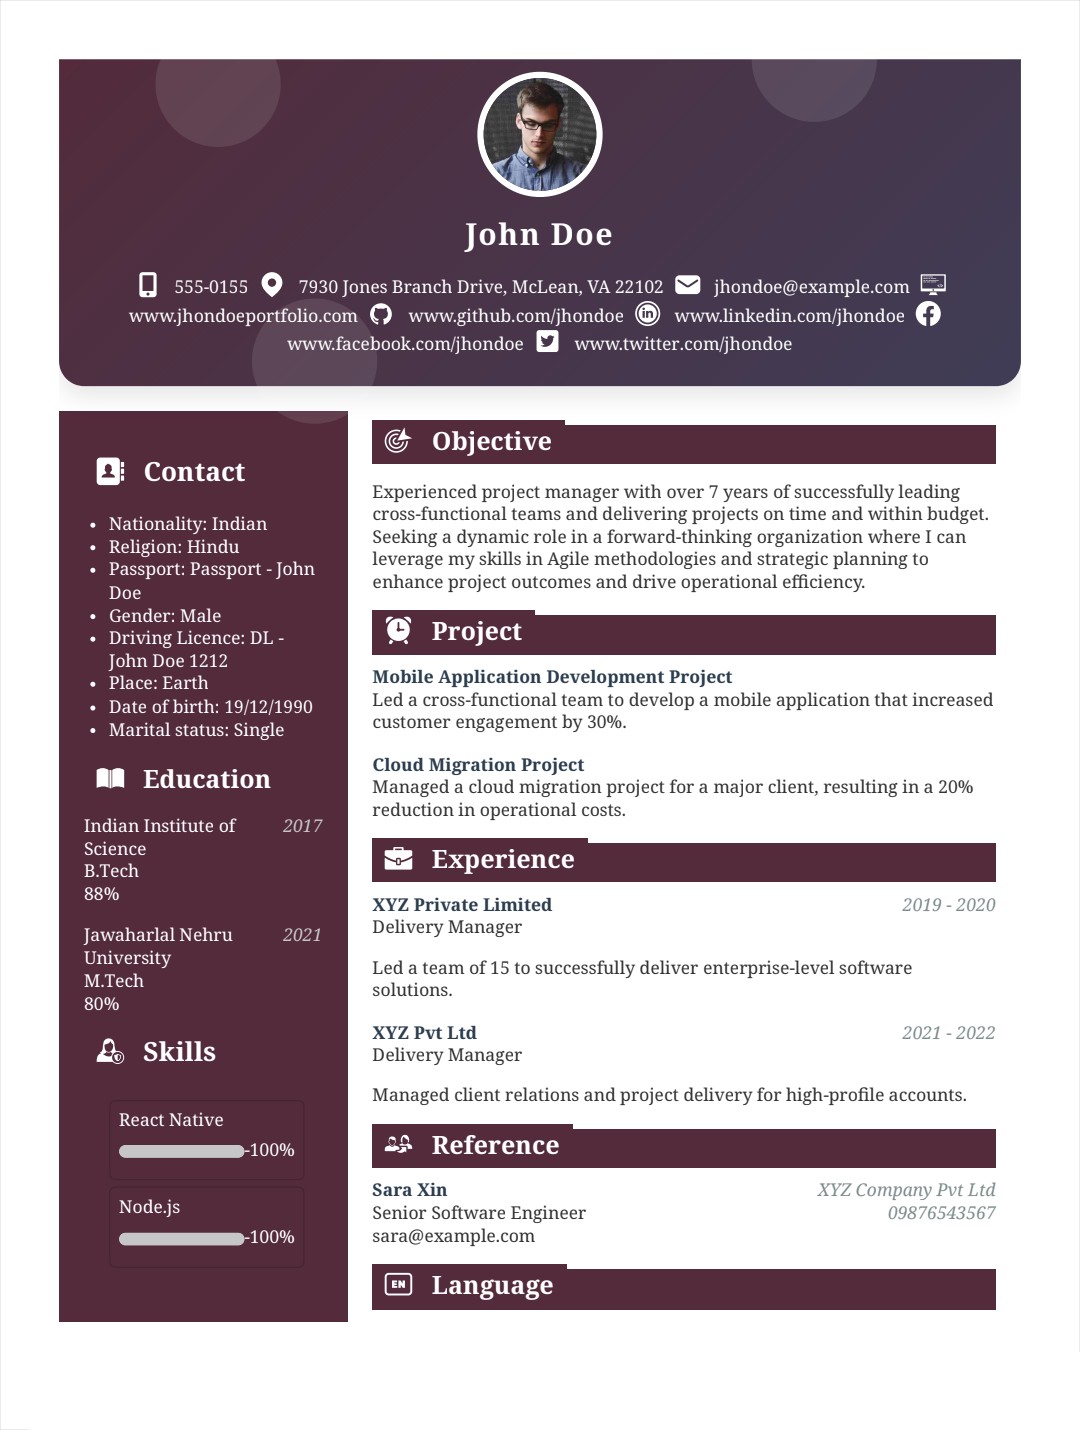 John Doe
555-0155 7930 Jones Branch Drive, McLean, VA 22102 jhondoe@example.com
www.jhondoeportfolio.com www.github.com/jhondoe www.linkedin.com/jhondoe
www.facebook.com/jhondoe www.twitter.com/jhondoe
Contact
• Nationality: Indian
• Religion: Hindu
• Passport: Passport - John
Doe
• Gender: Male
• Driving Licence: DL -
John Doe 1212
• Place: Earth
• Date of birth: 19/12/1990
• Marital status: Single
Education
Indian Institute of 2017
Science
B.Tech
88%
Jawaharlal Nehru 2021
University
M.Tech
80%
Skills
React Native
-100%
Node.js
-100%
Objective
Experienced project manager with over 7 years of successfully leading
cross-functional teams and delivering projects on time and within budget.
Seeking a dynamic role in a forward-thinking organization where I can
leverage my skills in Agile methodologies and strategic planning to
enhance project outcomes and drive operational efficiency.
Project
Mobile Application Development Project
Led a cross-functional team to develop a mobile application that increased
customer engagement by 30%.
Cloud Migration Project
Managed a cloud migration project for a major client, resulting in a 20%
reduction in operational costs.
Experience
XYZ Private Limited 2019 - 2020
Delivery Manager
Led a team of 15 to successfully deliver enterprise-level software
solutions.
XYZ Pvt Ltd 2021 - 2022
Delivery Manager
Managed client relations and project delivery for high-profile accounts.
Reference
Sara Xin XYZ Company Pvt Ltd
Senior Software Engineer 09876543567
sara@example.com
EN Language